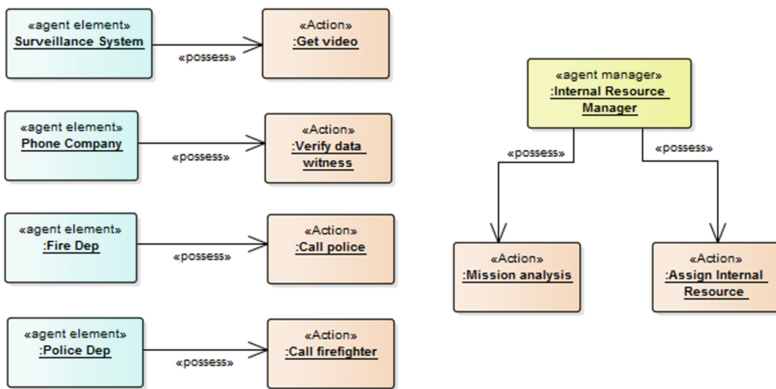 «agent element»
Surveillance System
«possess»
«Action»
:Get video
«agent element»
Phone Company
«possess»
«Action»
:Verify data
witness
«agent element»
:Fire Dep
«possess»
«Action»
:Call police
«agent element»
:Police Dep
«possess»
«Action»
:Call firefighter
«agent manager»
:Internal Resource
Manager
«possess»
«possess»
«Action»
:Mission analysis
«Action»
:Assign Internal
Resource